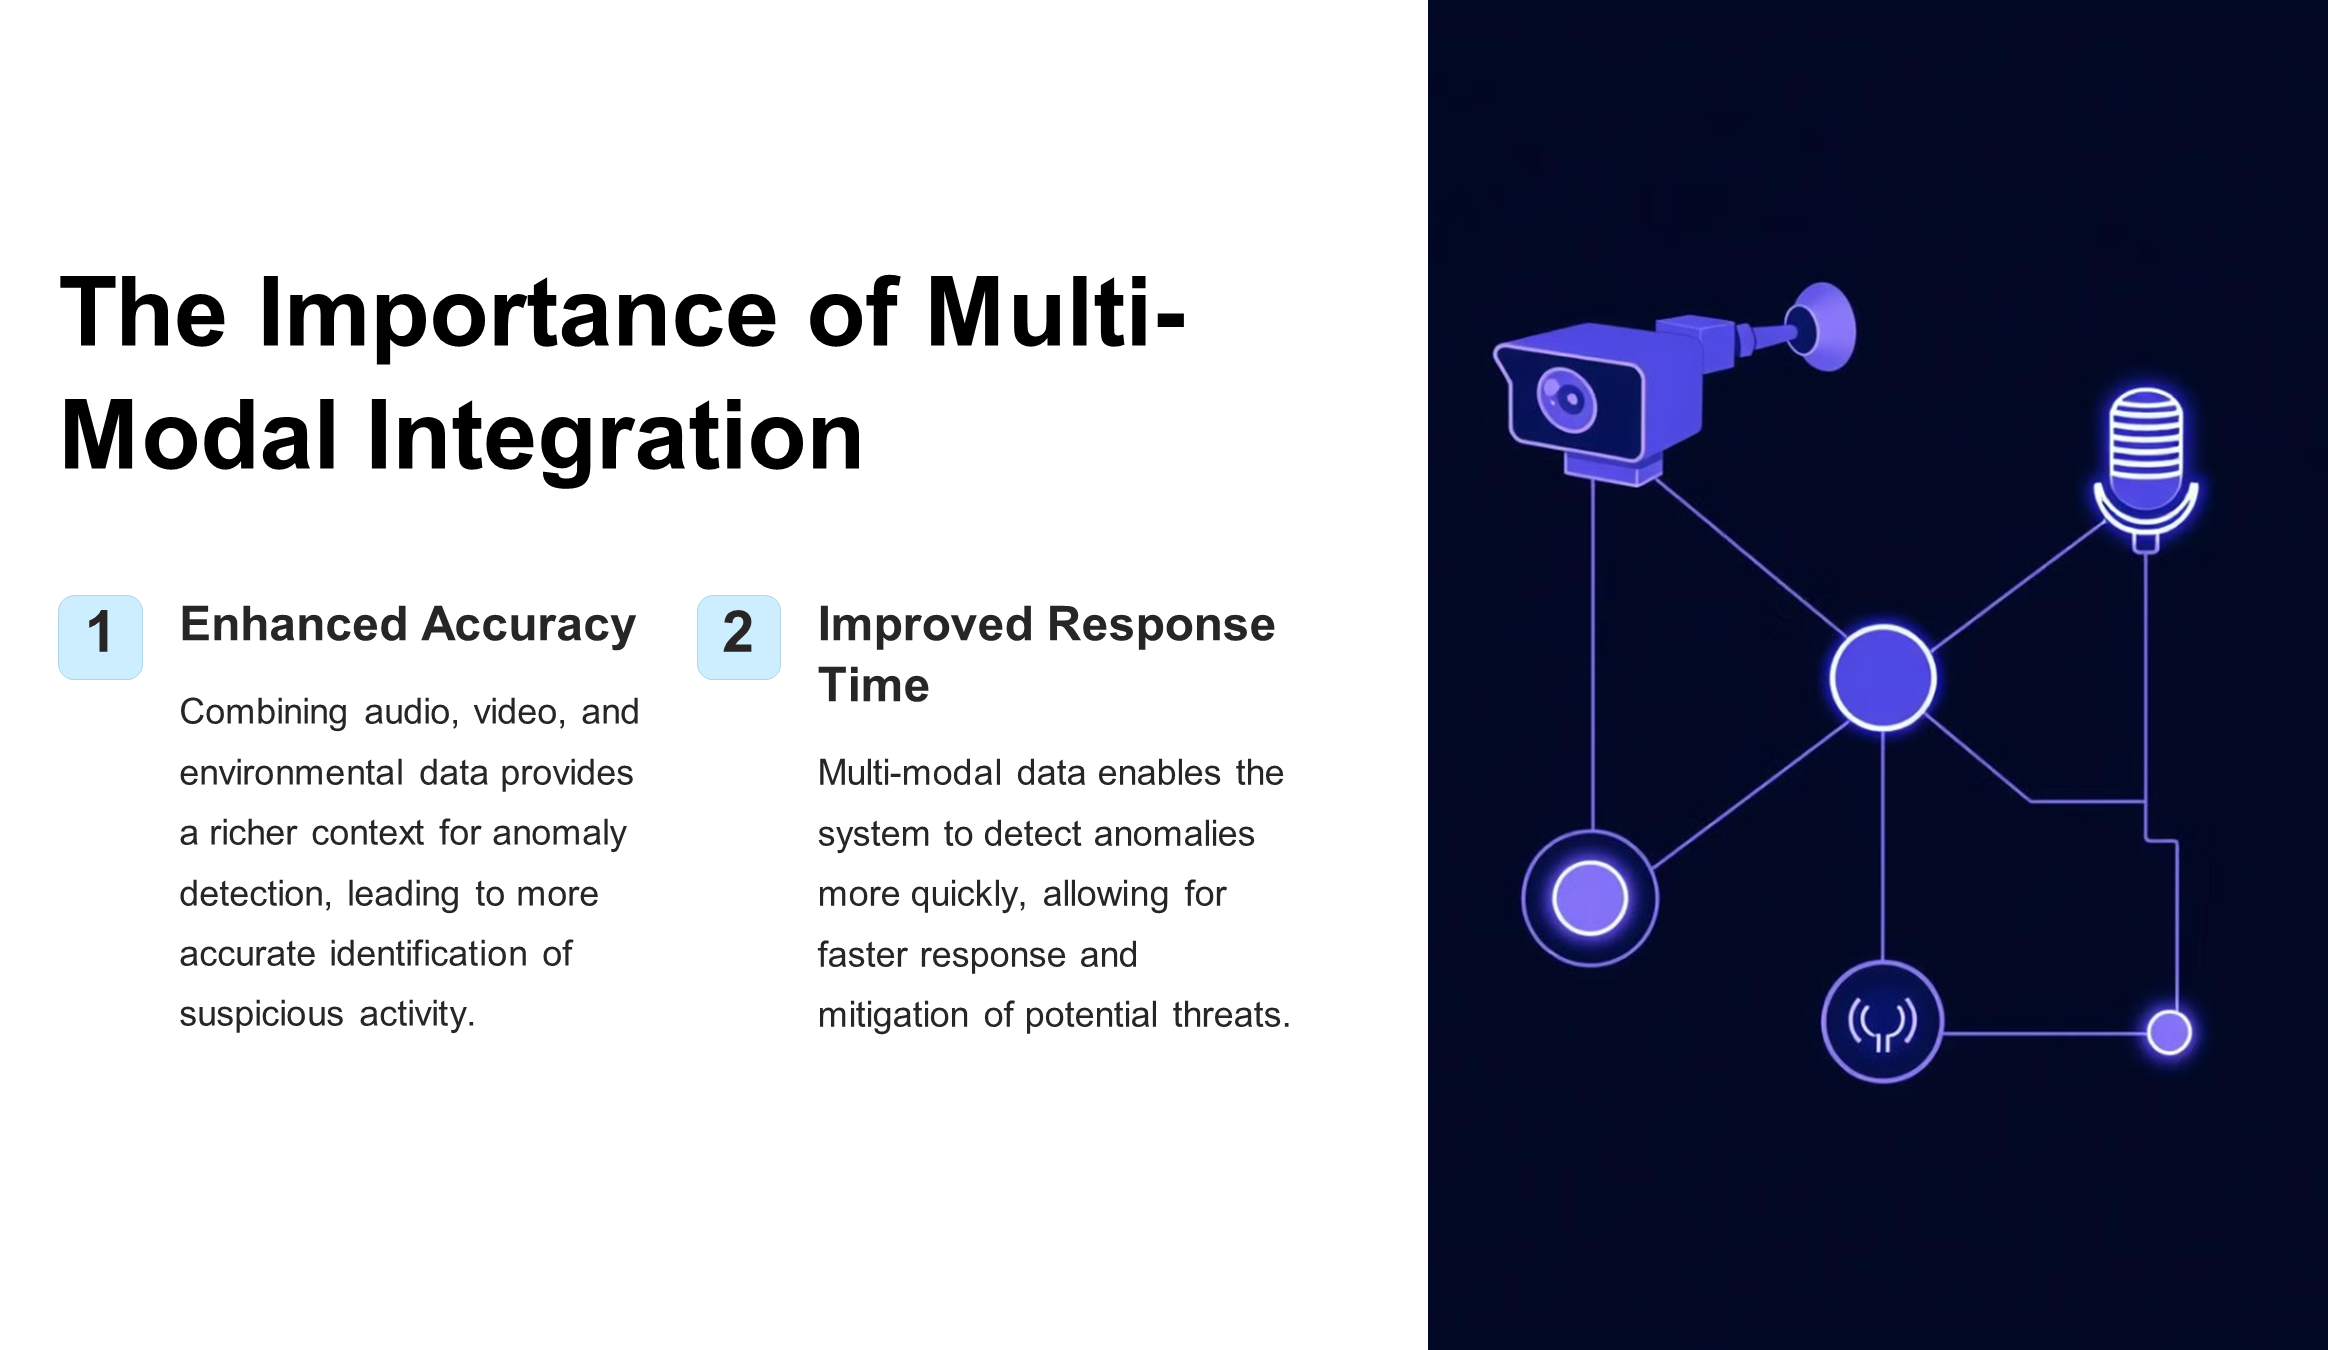 The Importance of Multi-
Modal Integration
1
Enhanced Accuracy
Combining audio, video, and
environmental data provides
a richer context for anomaly
detection, leading to more
accurate identification of
suspicious activity.
2
Improved Response
Time
Multi-modal data enables the
system to detect anomalies
more quickly, allowing for
faster response and
mitigation of potential threats.